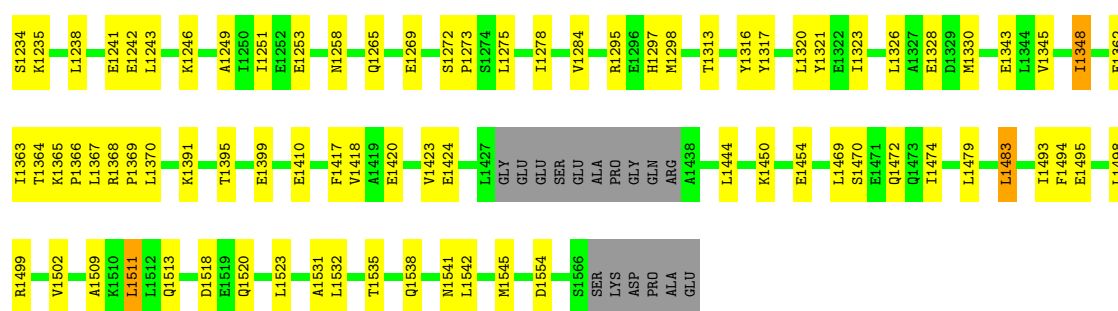 S1234 K1235 L1238 E1241 E1242 L1243 K1246 A1249 I1250 I1251 E1252 E1253 N1258 Q1265 E1269 S1272 P1273 S1274 L1275 I1278 V1284 R1295 E1296 H1297 M1298 T1313 Y1316 Y1317 L1320 Y1321 E1322 I1323 L1326 A1327 E1328 D1329 M1330 E1343 L1344 V1345 I1348
I1363 T1364 K1365 P1366 L1367 R1368 P1369 L1370 K1391 T1395 E1399 E1410 F1417 V1418 A1419 E1420 V1423 E1424 L1427 GLY GLU GLU SER GLU ALA PRO GLY GLN ARG A1438 L1444 K1450 E1454 L1469 S1470 E1471 Q1472 Q1473 I1474 L1479 L1483 I1493 F1494 E1495
R1499 V1502 A1509 K1510 L1511 L1512 Q1513 D1518 E1519 Q1520 L1523 A1531 L1532 T1535 Q1538 N1541 L1542 M1545 D1554 S1566 SER LYS ASP PRO ALA GLU